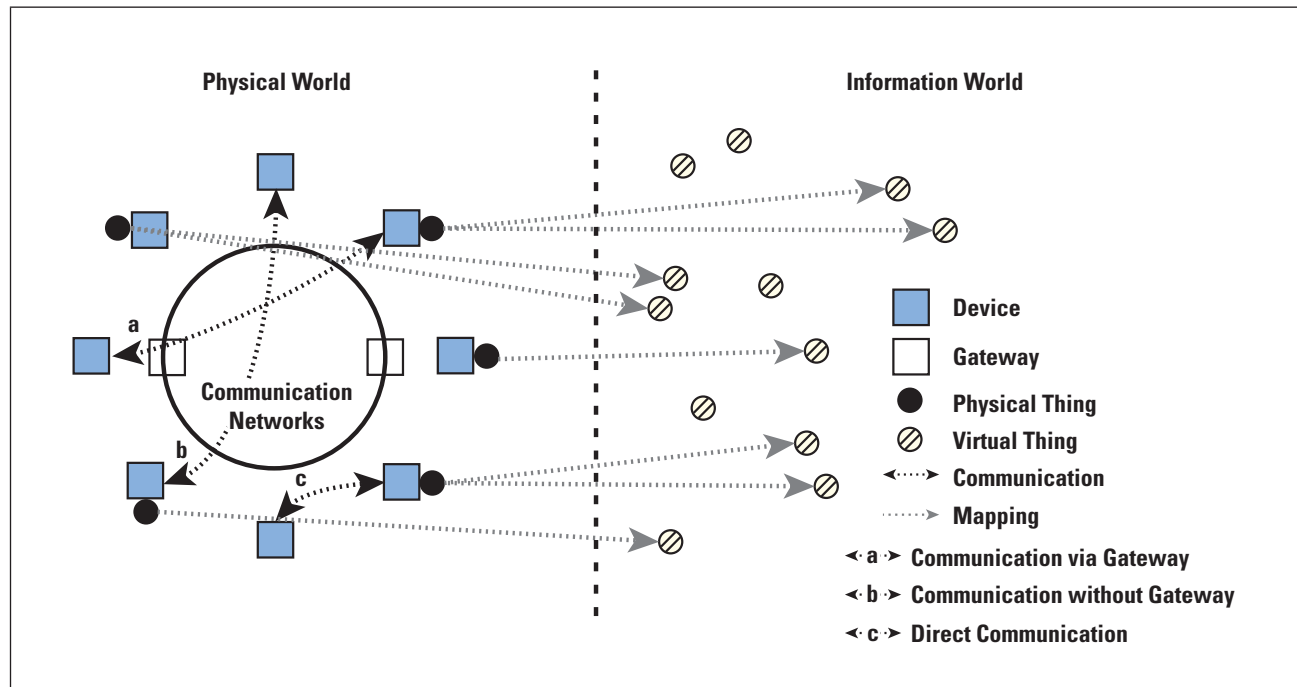 Physical World
Information World
a
Communication
Networks
b
c
Device
Gateway
Physical Thing
Virtual Thing
Communication
Mapping
a Communication via Gateway
b Communication without Gateway
c Direct Communication